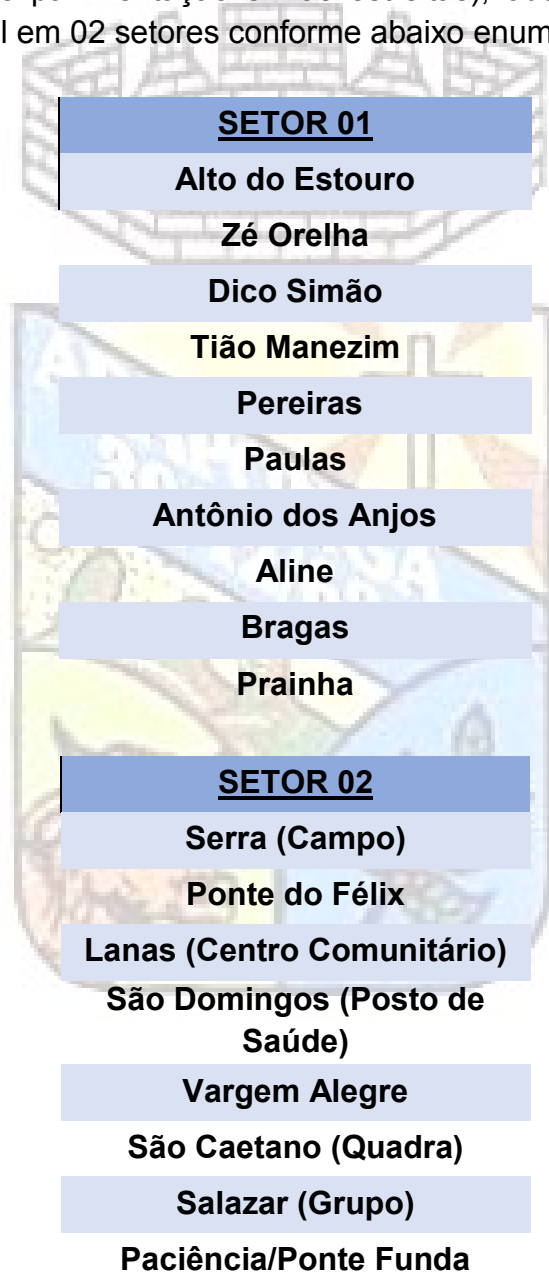 l em 02 setores conforme abaixo enum
SETOR 01
Alto do Estouro
Zé Orelha
Dico Simão
Tião Manezim
Pereiras
Paulas
Antônio dos Anjos
Aline
Bragas
Prainha
SETOR 02
Serra (Campo)
Ponte do Félix
Lanas (Centro Comunitário)
São Domingos (Posto de
Saúde)
Vargem Alegre
São Caetano (Quadra)
Salazar (Grupo)
Paciência/Ponte Funda